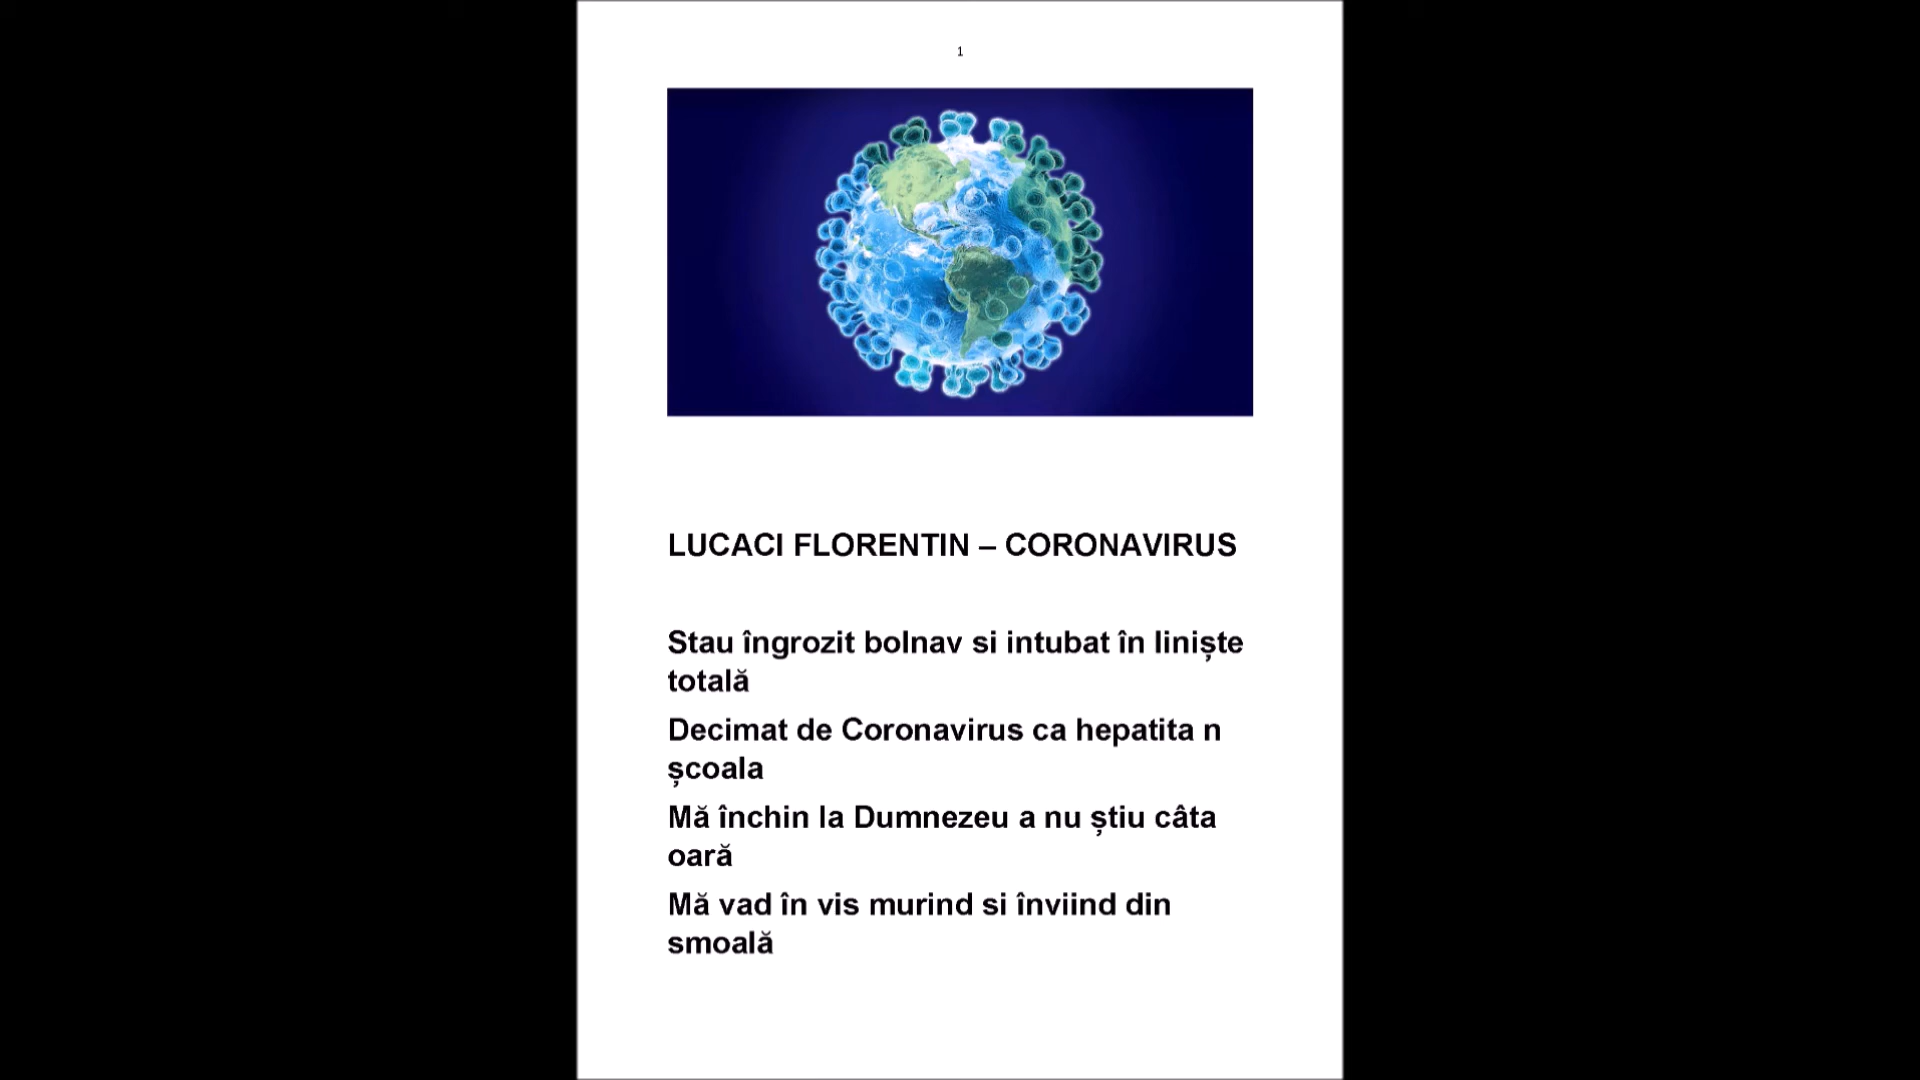 1
LUCACI FLORENTIN – CORONAVIRUS
Stau îngrozit bolnav si intubat în liniște
totală
Decimat de Coronavirus ca hepatita n
școala
Mă închin la Dumnezeu a nu știu câta
oară
Mă vad în vis murind si înviind din
smoală